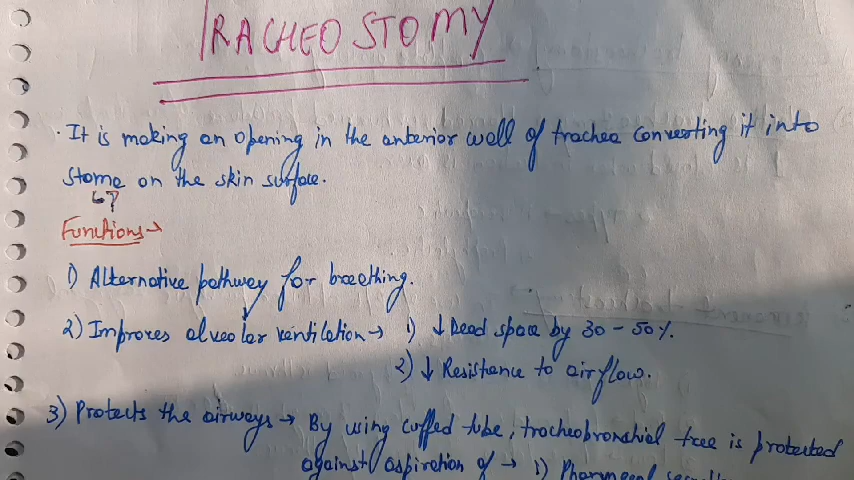 TRACHEOSTOMY
· It is making an opening in the anterior wall of trachea converting it into
stoma on the skin surface.
Functions →
1) Alternative pathway for breathing.
2) Improves alveolar ventilation → 1) ↓ Dead space by 30 - 50%.
2) ↓ Resistance to airflow.
3) Protects the airways → By using cuffed tube, tracheobronchial tree is protected
against aspiration of → 1) Pharyngeal